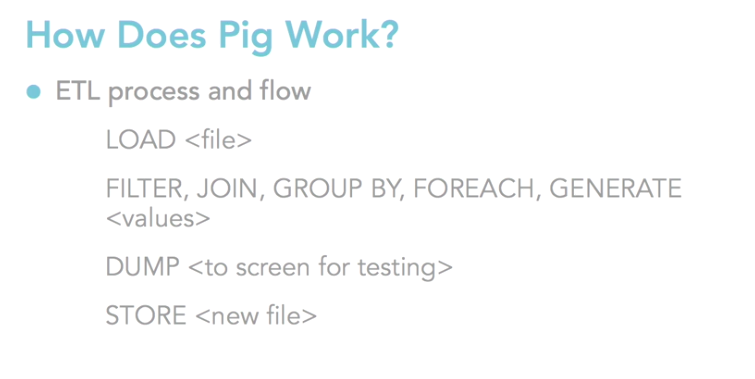 How Does Pig Work?
ETL process and flow
LOAD <file>
FILTER, JOIN, GROUP BY, FOREACH, GENERATE
<values>
DUMP <to screen for testing>
STORE <new file>